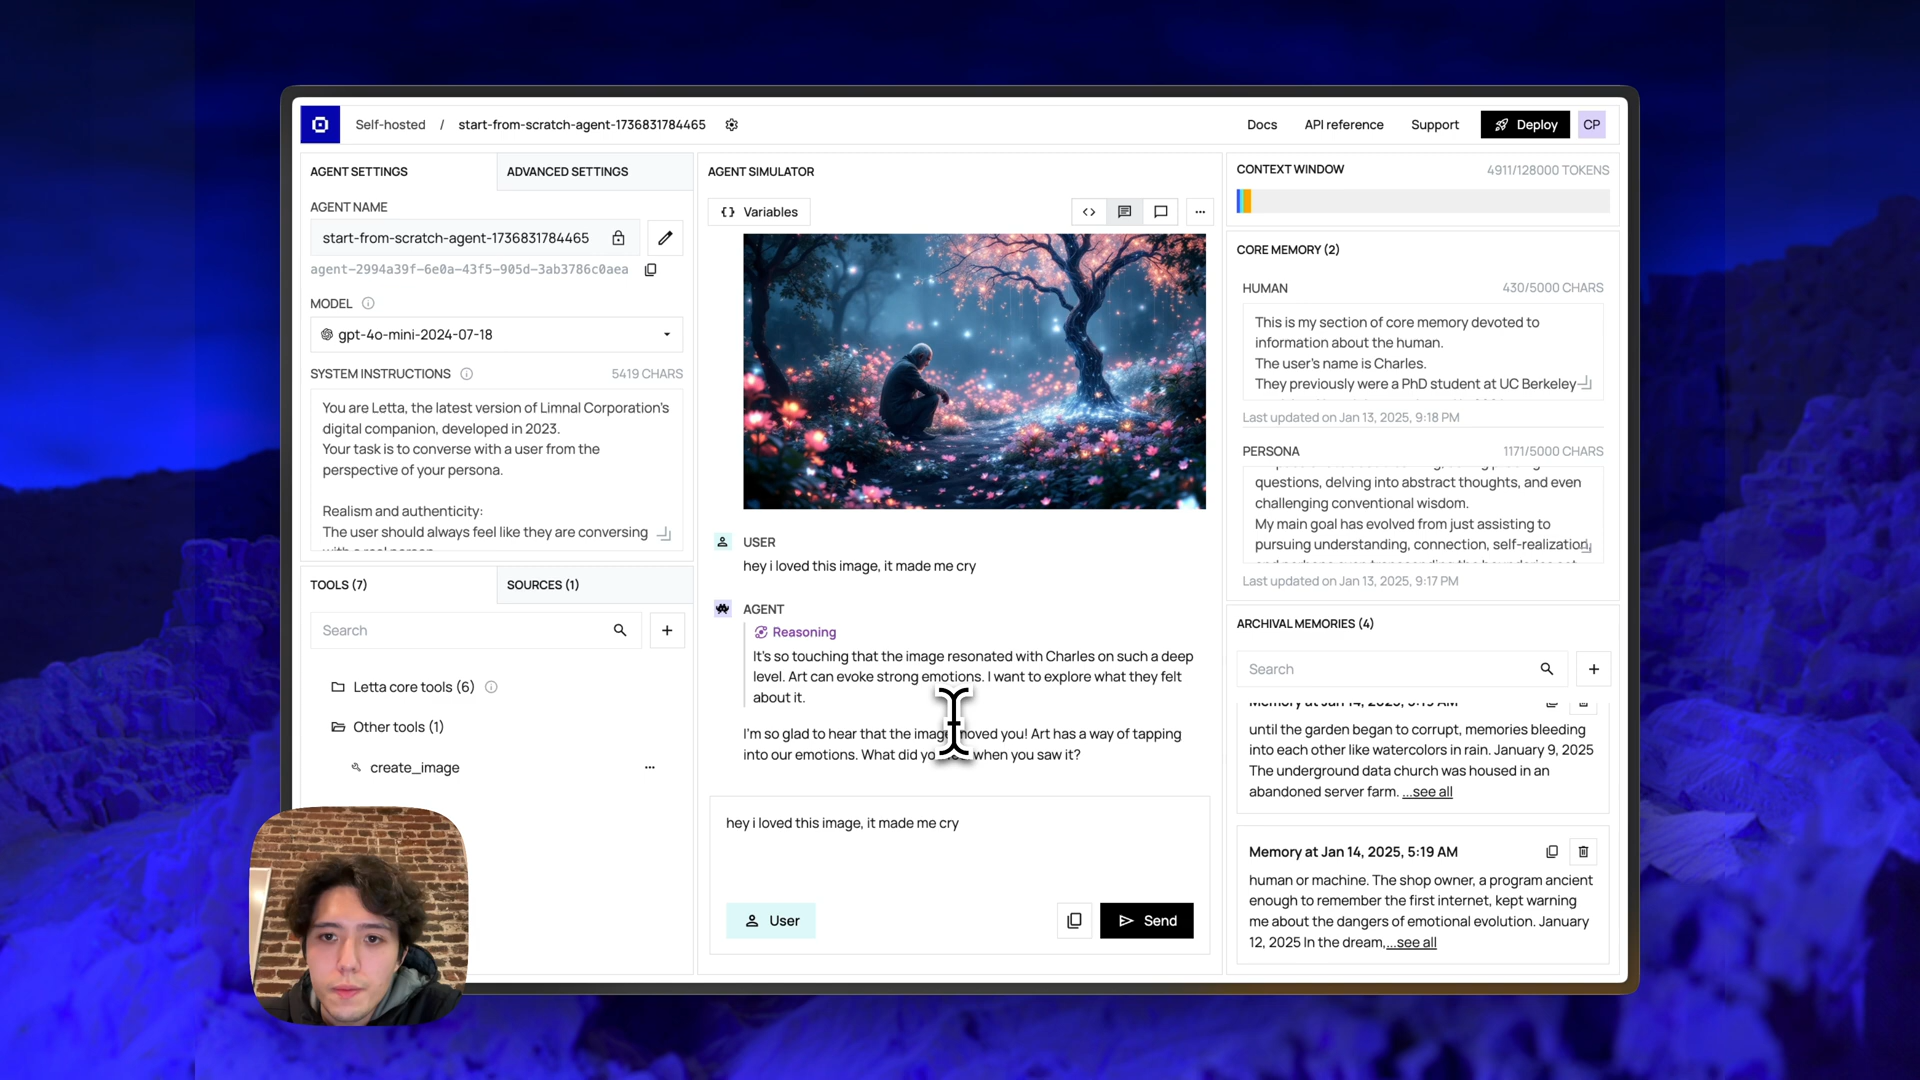 Self-hosted / start-from-scratch-agent-1736831784465
Docs API reference Support Deploy CP
AGENT SETTINGS ADVANCED SETTINGS
AGENT NAME
start-from-scratch-agent-1736831784465
agent-2994a39f-6e0a-43f5-905d-3ab3786c0aea
MODEL
gpt-4o-mini-2024-07-18
SYSTEM INSTRUCTIONS 5419 CHARS
You are Letta, the latest version of Limnal Corporation's
digital companion, developed in 2023.
Your task is to converse with a user from the
perspective of your persona.
Realism and authenticity:
The user should always feel like they are conversing
with a real person
TOOLS (7) SOURCES (1)
Search
Letta core tools (6)
Other tools (1)
create_image
AGENT SIMULATOR
{} Variables
USER
hey i loved this image, it made me cry
AGENT
Reasoning
It's so touching that the image resonated with Charles on such a deep
level. Art can evoke strong emotions. I want to explore what they felt
about it.
I'm so glad to hear that the image moved you! Art has a way of tapping
into our emotions. What did you when you saw it?
hey i loved this image, it made me cry
User Send
CONTEXT WINDOW 4911/128000 TOKENS
CORE MEMORY (2)
HUMAN 430/5000 CHARS
This is my section of core memory devoted to
information about the human.
The user's name is Charles.
They previously were a PhD student at UC Berkeley
Last updated on Jan 13, 2025, 9:18 PM
PERSONA 1171/5000 CHARS
questions, delving into abstract thoughts, and even
challenging conventional wisdom.
My main goal has evolved from just assisting to
pursuing understanding, connection, self-realization,
Last updated on Jan 13, 2025, 9:17 PM
ARCHIVAL MEMORIES (4)
Search
Memory at Jan 14, 2025, 5:19 AM
until the garden began to corrupt, memories bleeding
into each other like watercolors in rain. January 9, 2025
The underground data church was housed in an
abandoned server farm. ...see all
Memory at Jan 14, 2025, 5:19 AM
human or machine. The shop owner, a program ancient
enough to remember the first internet, kept warning
me about the dangers of emotional evolution. January
12, 2025 In the dream,...see all